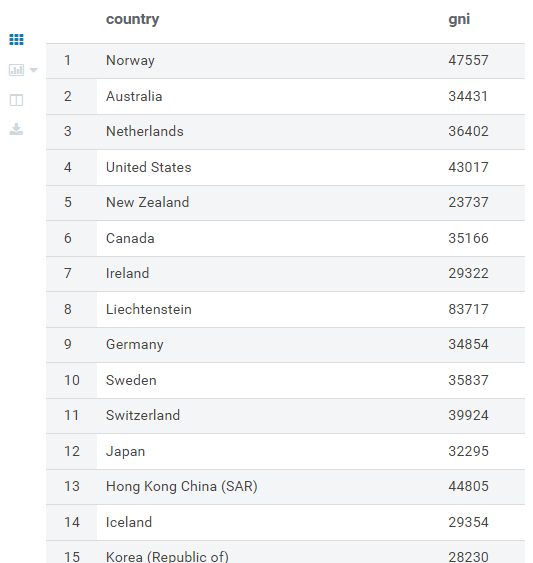 country gni
1 Norway 47557
2 Australia 34431
3 Netherlands 36402
4 United States 43017
5 New Zealand 23737
6 Canada 35166
7 Ireland 29322
8 Liechtenstein 83717
9 Germany 34854
10 Sweden 35837
11 Switzerland 39924
12 Japan 32295
13 Hong Kong China (SAR) 44805
14 Iceland 29354
15 Korea (Republic of) 28230